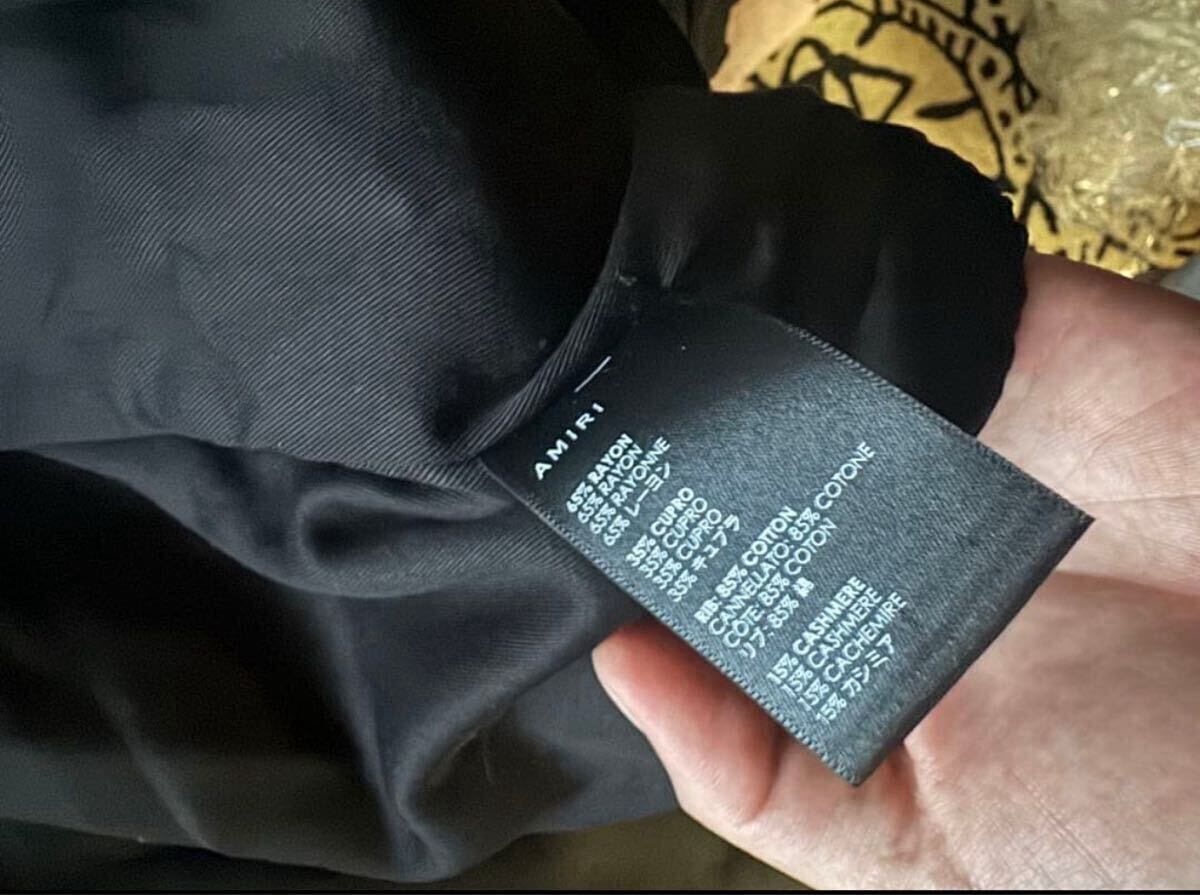 AMIRI
65% RAYON
65% RAYON
65% RAYONNE
65% レーヨン
35% CUPRO
35% CUPRO
35% CUPRO
35% キュプラ
RIB: 85% COTTON
CANNELLATO: 85% COTONE
COTE: 85% COTON
リブ: 85% 綿
15% CASHMERE
15% CASHMERE
15% CACHEMIRE
15% カシミア